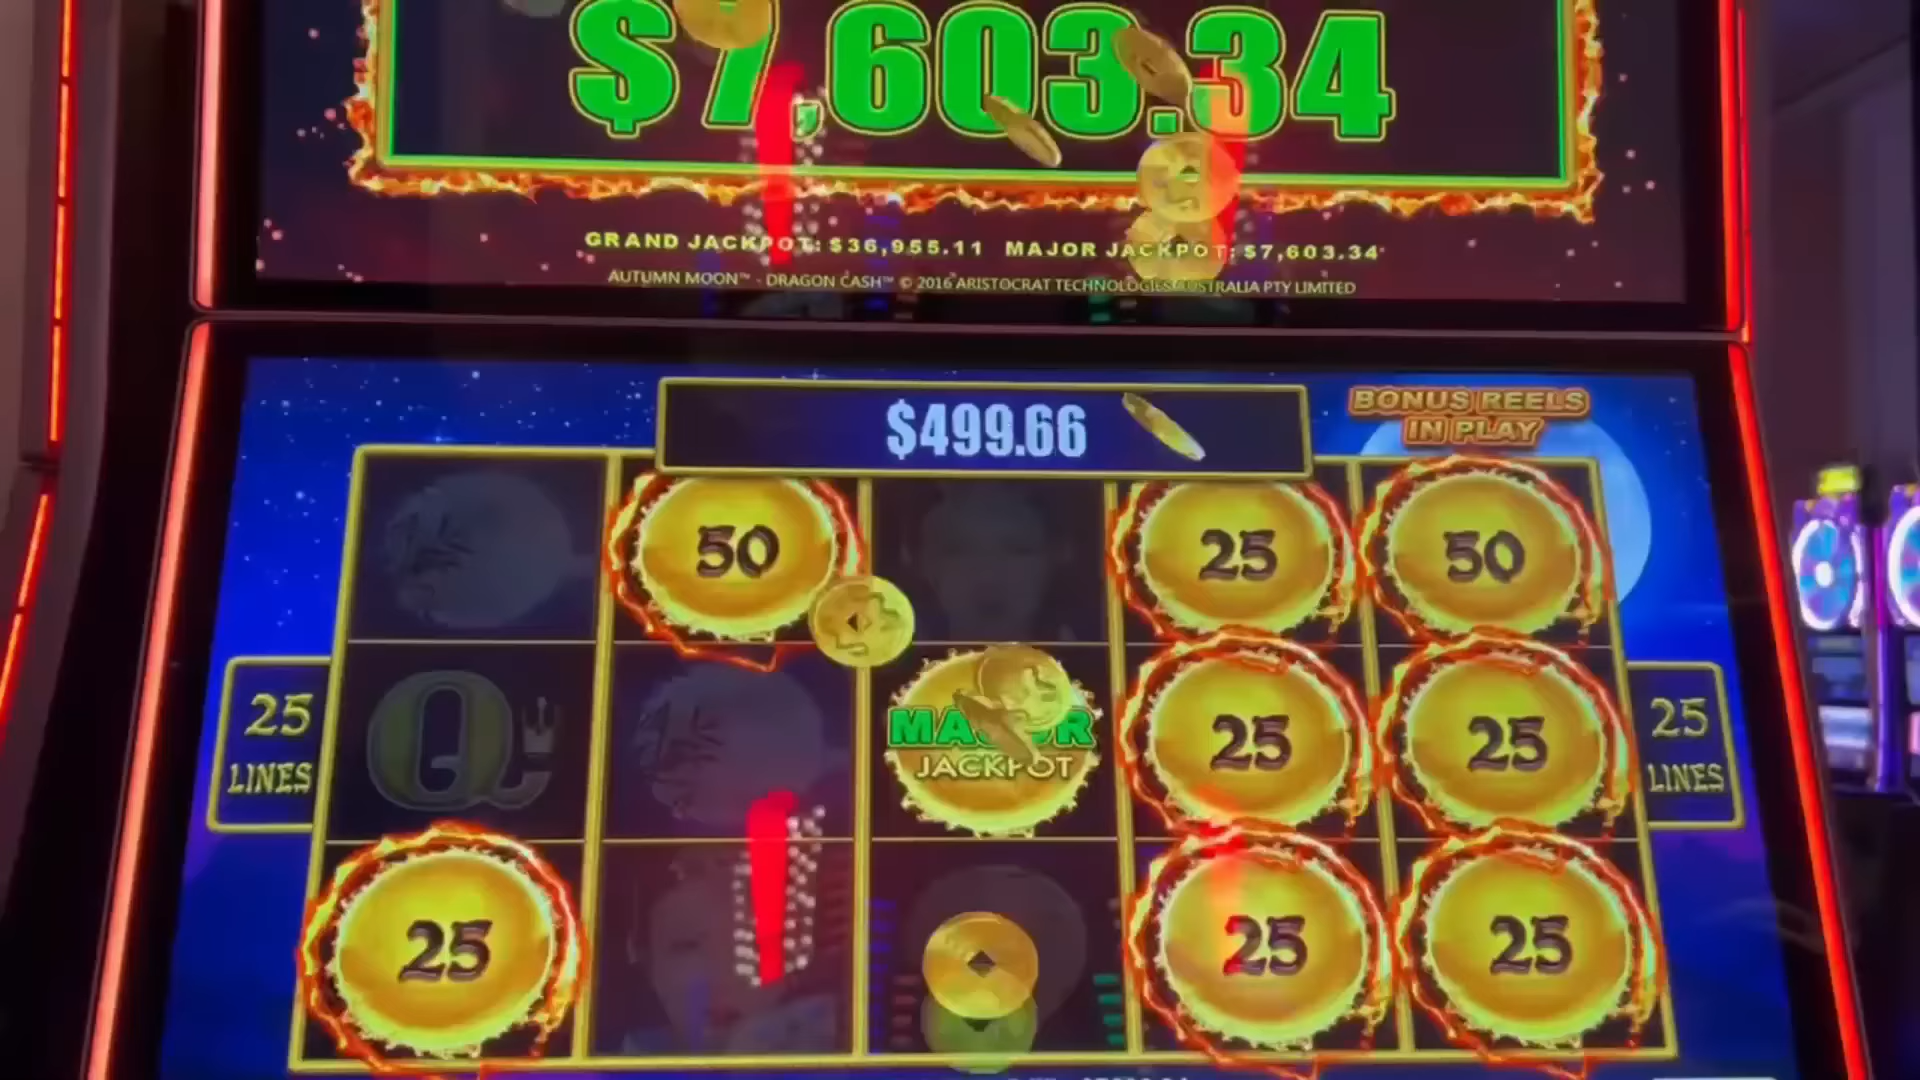 $7,603.34
GRAND JACKPOT: $36,955.11 MAJOR JACKPOT: $7,603.34
AUTUMN MOON™ - DRAGON CASH™ © 2016 ARISTOCRAT TECHNOLOGIES AUSTRALIA PTY LIMITED
$499.66
BONUS REELS
IN PLAY
50
25
50
25
LINES
Q
MAJOR
JACKPOT
25
25
25
LINES
25
25
25